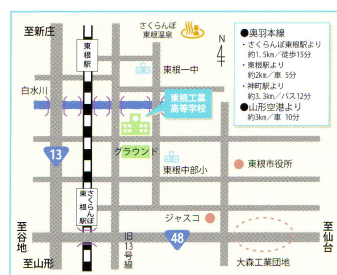 至新庄
さくらんぼ
東根温泉
N
4
東根駅
東根一中
白水川
東根工業
高等学校
グラウンド
13
東根中部小
東根市役所
さくらんぼ
東根駅
ジャスコ
至谷地
至山形
旧13号線
48
大森工業団地
至仙台
●奥羽本線
・さくらんぼ東根駅より
約1.5km/徒歩15分
・東根駅より
約2km/車 5分
・神町駅より
約3.3km/バス12分
●山形空港より
約3km/車 10分